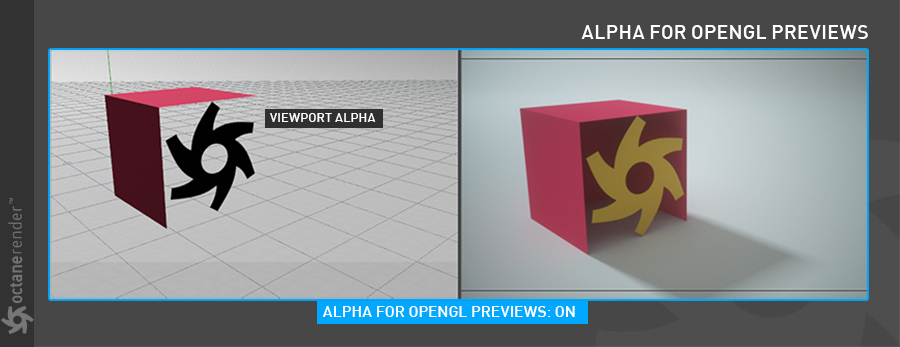 ALPHA FOR OPENGL PREVIEWS
VIEWPORT ALPHA
ALPHA FOR OPENGL PREVIEWS: ON
octanerender™